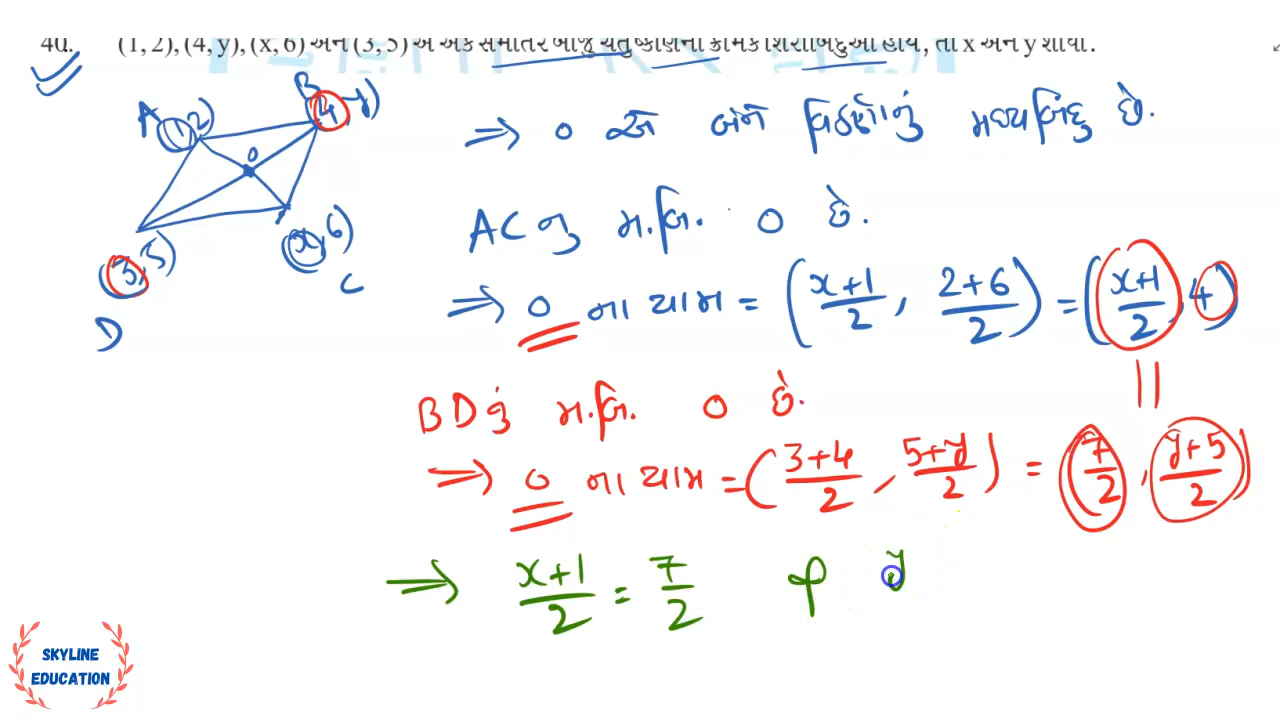 40. (1, 2), (4, y), (x, 6) અને (3, 5) એ એક સમાંતર બાજુ ચતુષ્કોણના ક્રમિક શિરોબિંદુઓ હોય, તો x અને y શોધો.
A (1, 2)
B (4, y)
O
(3, 5) D
(x, 6) C
⇒ O એ બંને વિકર્ણોનું મધ્યબિંદુ છે.
AC નું મ.બિ. O છે.
⇒ O ના યામ = (x+1/2, 2+6/2) = (x+1/2, 4)
BD નું મ.બિ. O છે.
⇒ O ના યામ = (3+4/2, 5+y/2) = (7/2, y+5/2)
⇒ x+1/2 = 7/2 y
SKYLINE
EDUCATION